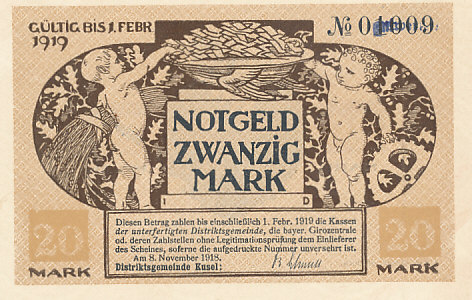 GÜLTIG BIS 1. FEBR.
1919
№ 01009
NOTGELD
ZWANZIG
MARK
I D
Diesen Betrag zahlen bis einschließlich 1. Febr. 1919 die Kassen
der unterfertigten Distriktsgemeinde, die bayer. Girozentrale
od. deren Zahlstellen ohne Legitimationsprüfung dem Einlieferer
des Scheines, soferne die aufgedruckte Nummer unversehrt ist.
Am 8. November 1918.
Distriktsgemeinde Kusel:
20
MARK
20
MARK